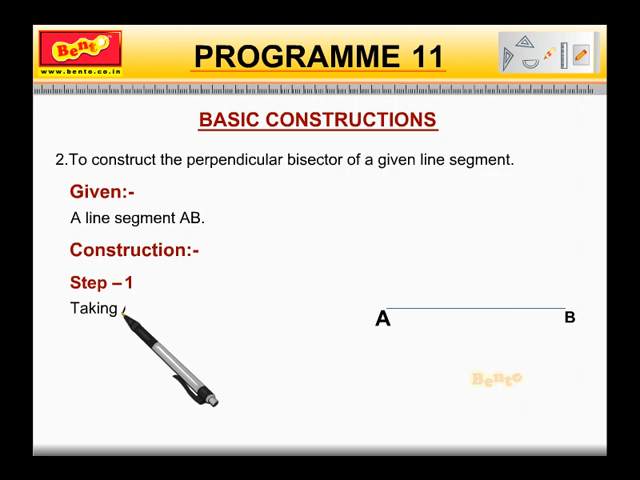 Bento
www.bento.co.in
PROGRAMME 11
BASIC CONSTRUCTIONS
2.To construct the perpendicular bisector of a given line segment.
Given:-
A line segment AB.
Construction:-
Step – 1
Taking
A B
Bento